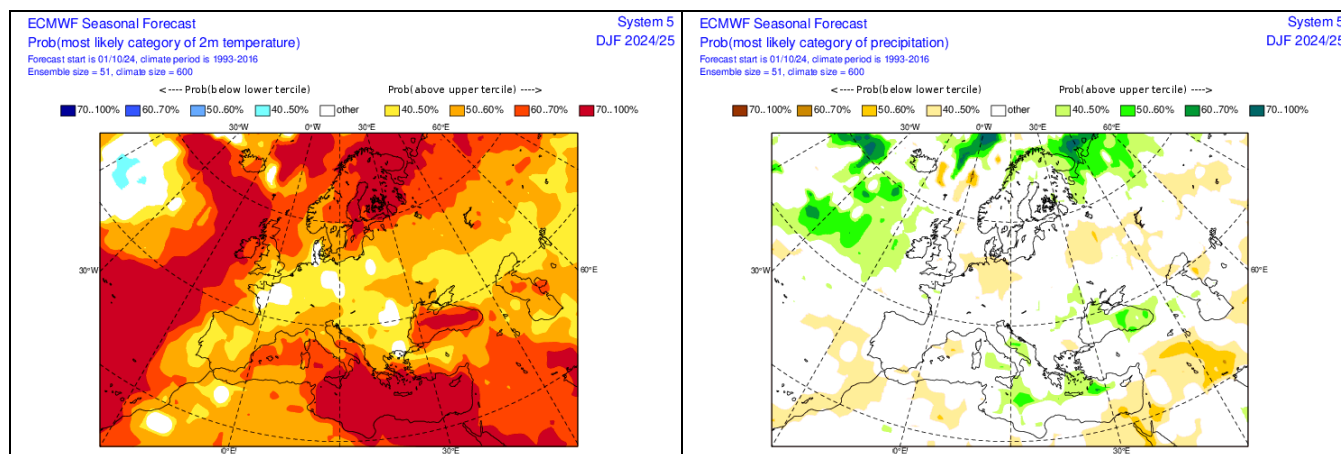 ECMWF Seasonal Forecast
System 5
Prob(most likely category of 2m temperature)
DJF 2024/25
Forecast start is 01/10/24, climate period is 1993-2016
Ensemble size = 51, climate size = 600
<---- Prob(below lower tercile)
Prob(above upper tercile) ---->
70..100%
60..70%
50..60%
40..50%
other
40..50%
50..60%
60..70%
70..100%
30°W
0°W
30°E
60°E
30°W
60°E
0°E
30°E
ECMWF Seasonal Forecast
System 5
Prob(most likely category of precipitation)
DJF 2024/25
Forecast start is 01/10/24, climate period is 1993-2016
Ensemble size = 51, climate size = 600
<---- Prob(below lower tercile)
Prob(above upper tercile) ---->
70..100%
60..70%
50..60%
40..50%
other
40..50%
50..60%
60..70%
70..100%
30°W
0°W
30°E
60°E
30°W
60°E
0°E
30°E